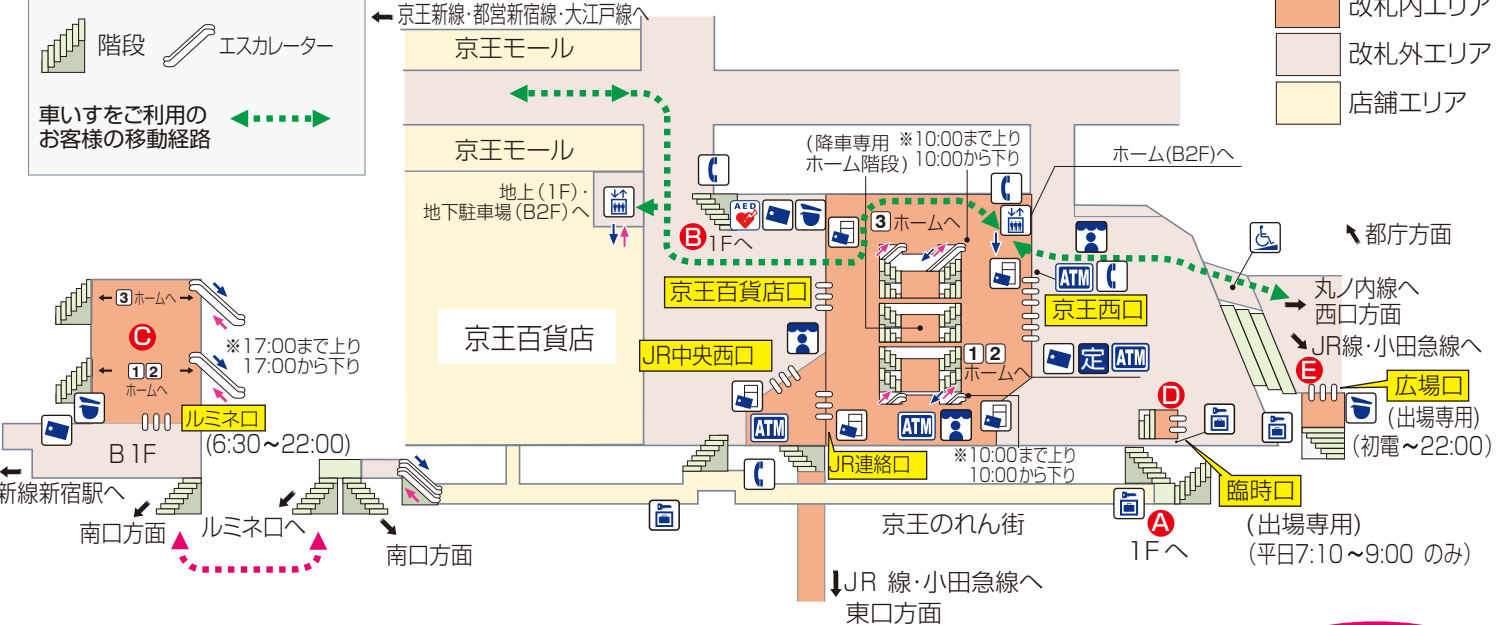 階段
エスカレーター
車いすをご利用の
お客様の移動経路
改札内エリア
改札外エリア
店舗エリア
京王新線・都営新宿線・大江戸線へ
京王モール
京王モール
地上(1F)・
地下駐車場(B2F)へ
京王百貨店
B
1Fへ
AED
(降車専用
ホーム階段)
※10:00まで上り
10:00から下り
ホーム(B2F)へ
3 ホームへ
京王百貨店口
JR中央西口
ATM
京王西口
定
ATM
1 2
ホームへ
ATM
ATM
JR連絡口
※10:00まで上り
10:00から下り
都庁方面
丸ノ内線へ
西口方面
JR線・小田急線へ
E
広場口
(出場専用)
(初電~22:00)
D
臨時口
(出場専用)
(平日7:10~9:00 のみ)
A
1Fへ
京王のれん街
JR 線・小田急線へ
東口方面
3 ホームへ
C
1 2
ホームへ
※17:00まで上り
17:00から下り
ルミネ口
(6:30~22:00)
B1F
新線新宿駅へ
南口方面
ルミネ口へ
南口方面